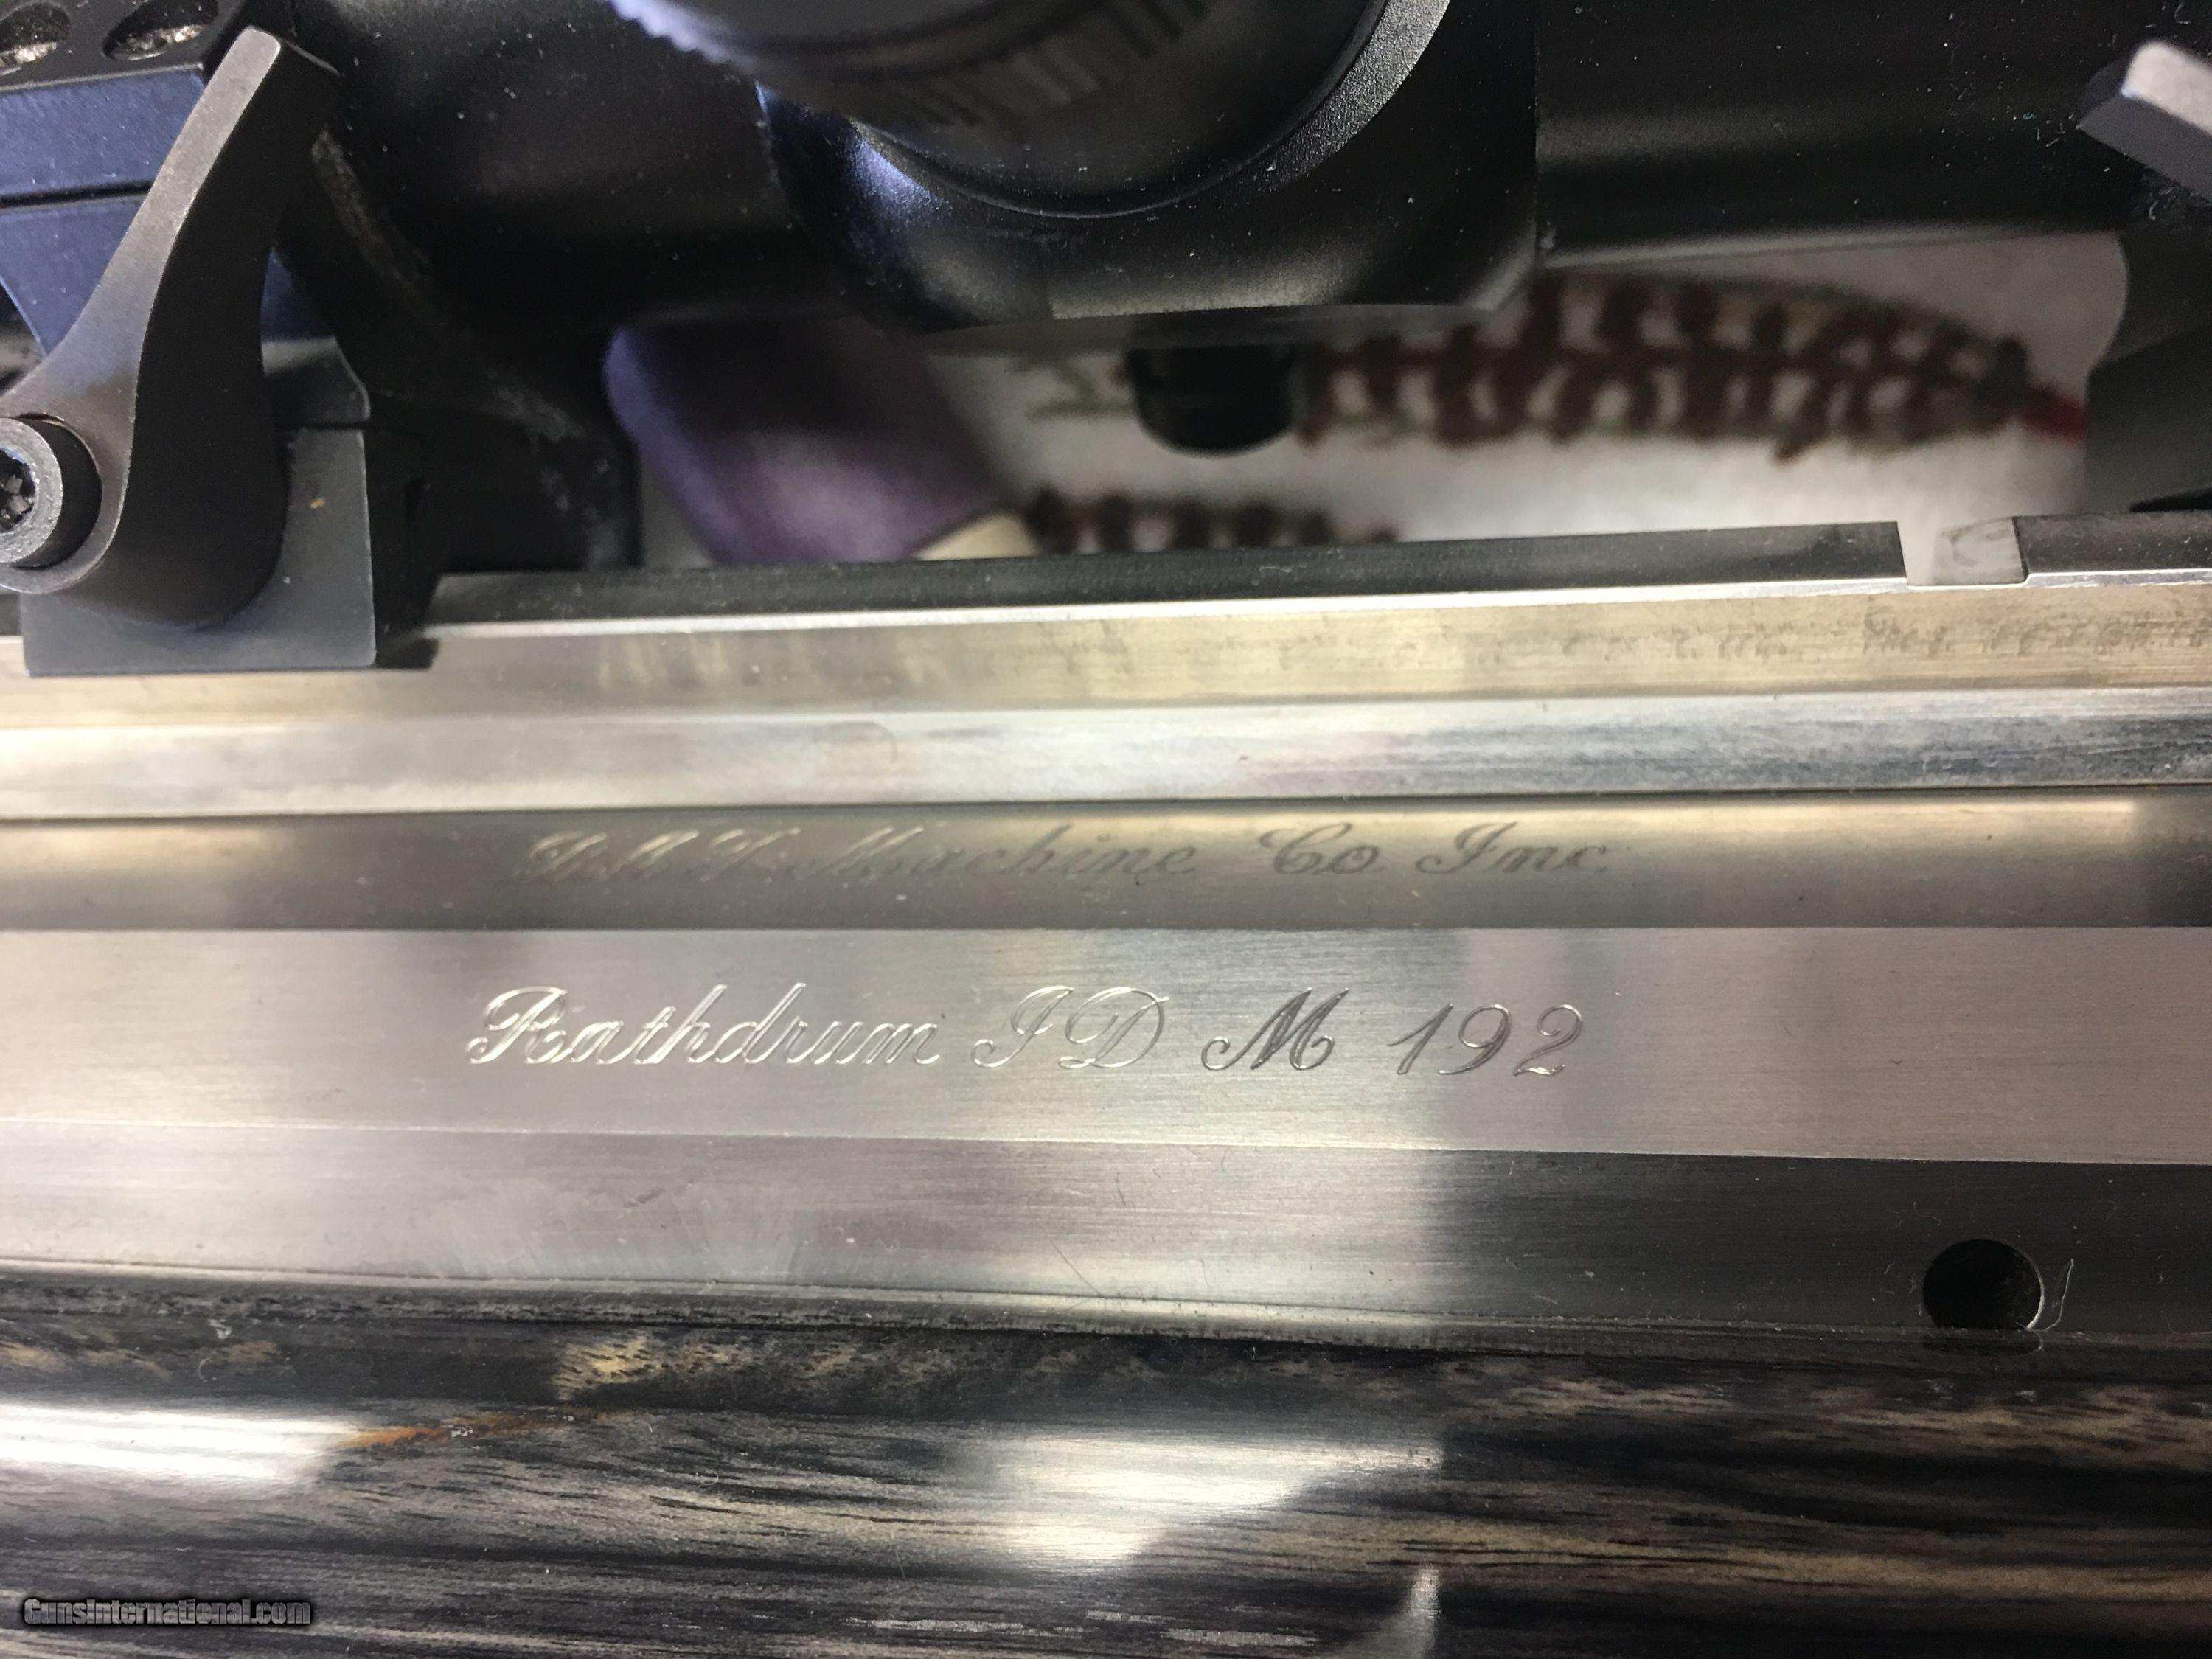 Machine Co Inc.
Rathdrum ID M 192
GunsInternational.com